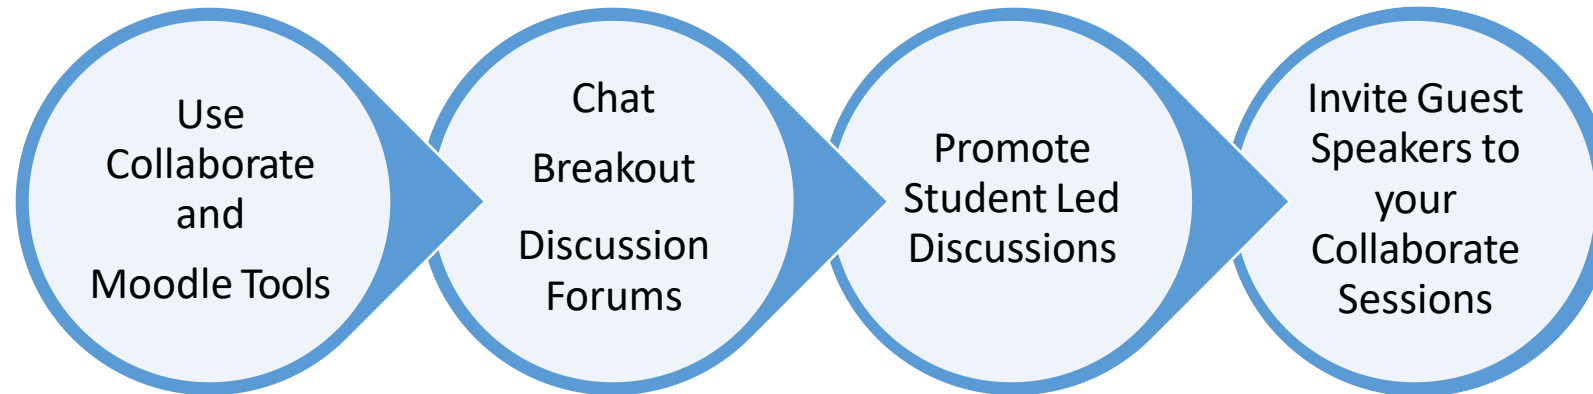 Use
Collaborate
and
Moodle Tools
Chat
Breakout
Discussion
Forums
Promote
Student Led
Discussions
Invite Guest
Speakers to
your
Collaborate
Sessions